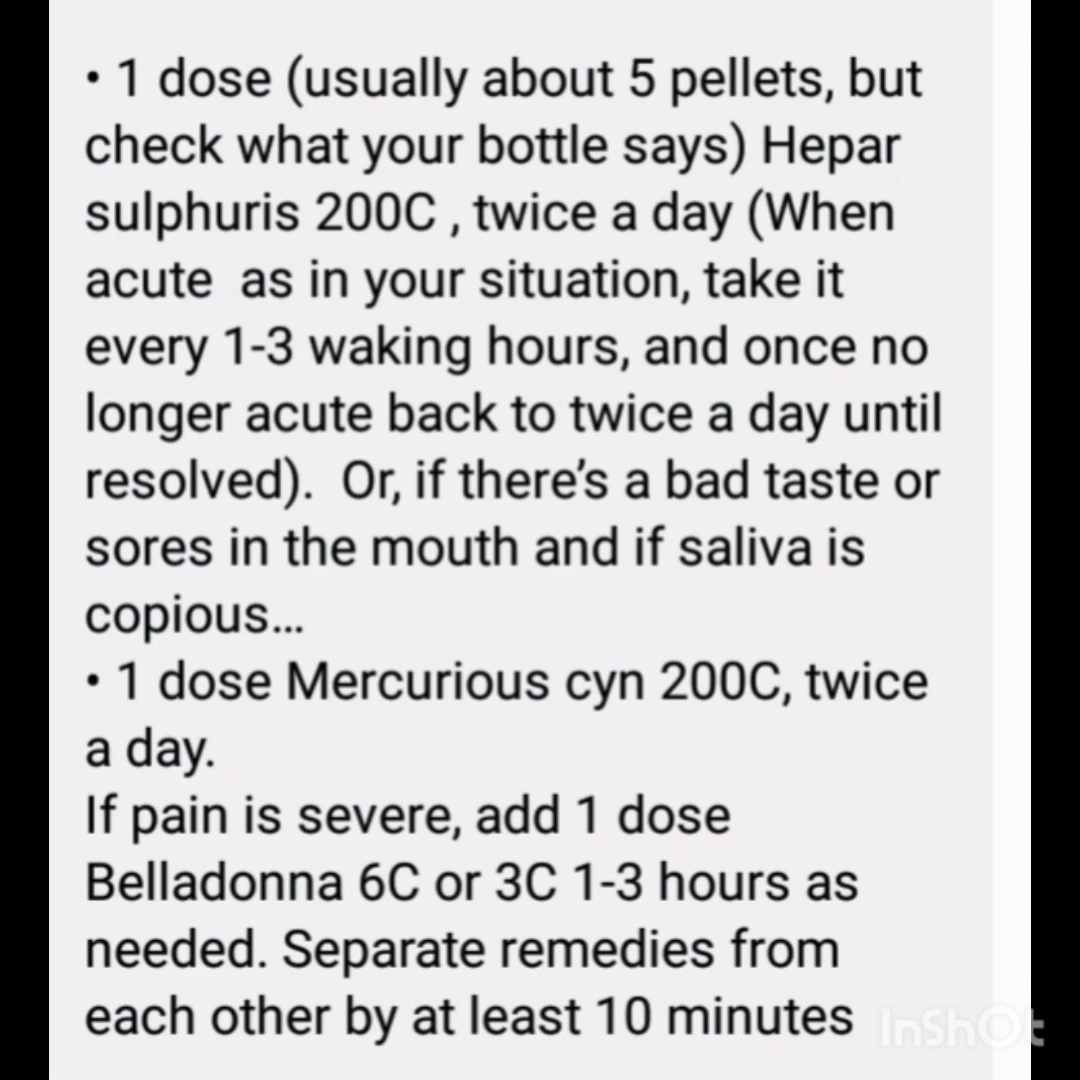 • 1 dose (usually about 5 pellets, but
check what your bottle says) Hepar
sulphuris 200C , twice a day (When
acute  as in your situation, take it
every 1-3 waking hours, and once no
longer acute back to twice a day until
resolved).  Or, if there’s a bad taste or
sores in the mouth and if saliva is
copious...
• 1 dose Mercurious cyn 200C, twice
a day.
If pain is severe, add 1 dose
Belladonna 6C or 3C 1-3 hours as
needed. Separate remedies from
each other by at least 10 minutes
InShOt